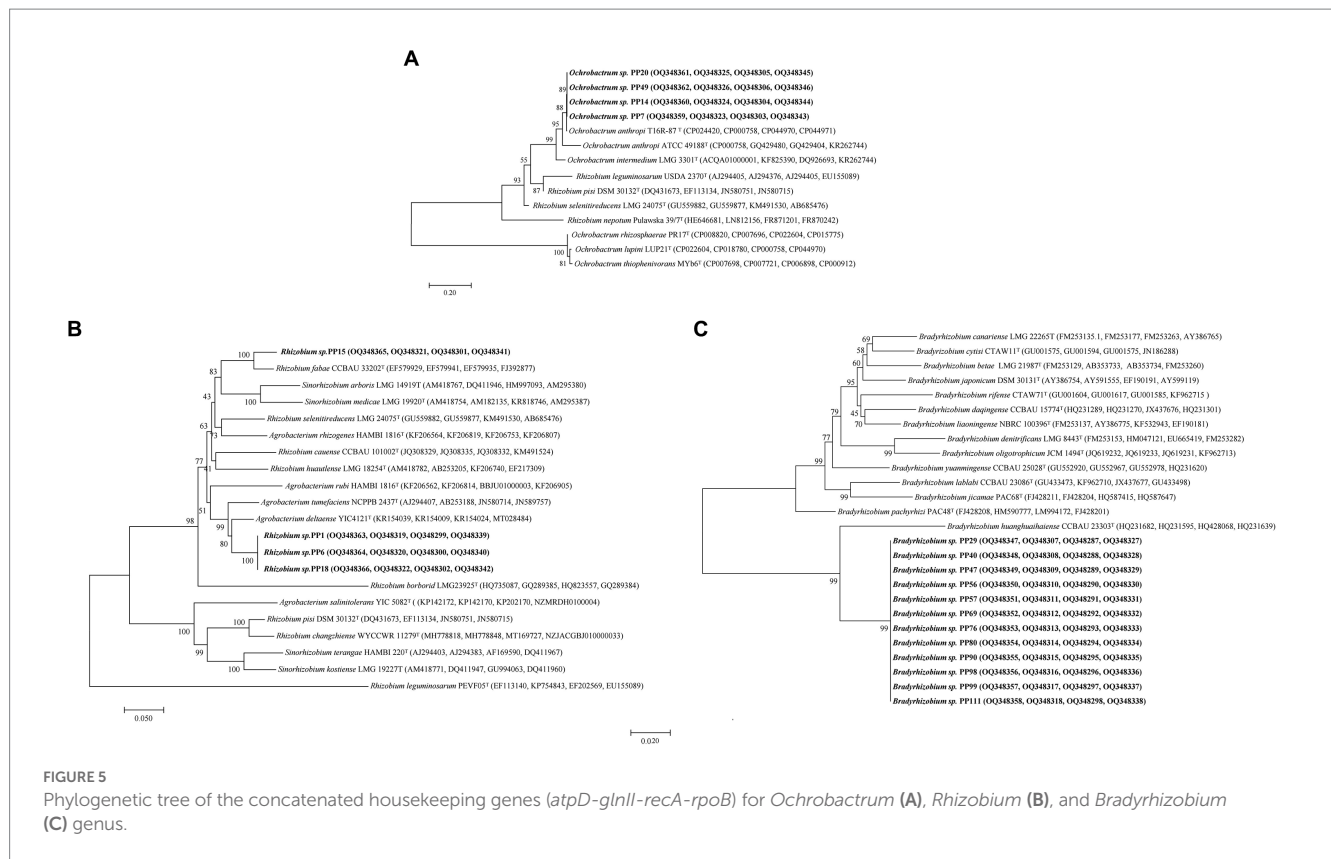 A
Ochrobactrum sp. PP20 (OQ348361, OQ348325, OQ348305, OQ348345)
Ochrobactrum sp. PP49 (OQ348362, OQ348326, OQ348306, OQ348346)
Ochrobactrum sp. PP14 (OQ348360, OQ348324, OQ348304, OQ348344)
Ochrobactrum sp. PP7 (OQ348359, OQ348323, OQ348303, OQ348343)
Ochrobactrum anthropi T16R-87 T (CP024420, CP000758, CP044970, CP044971)
Ochrobactrum anthropi ATCC 49188T (CP000758, GQ429480, GQ429404, KR262744)
Ochrobactrum intermedium LMG 3301T (ACQA01000001, KF825390, DQ926693, KR262744)
Rhizobium leguminosarum USDA 2370T (AJ294405, AJ294376, AJ294405, EU155089)
Rhizobium pisi DSM 30132T (DQ431673, EF113134, JN580751, JN580715)
Rhizobium selenitireducens LMG 24075T (GU559882, GU559877, KM491530, AB685476)
Rhizobium nepotum Pulawska 39/7T (HE646681, LN812156, FR871201, FR870242)
Ochrobactrum rhizosphaerae PR17T (CP008820, CP007696, CP022604, CP015775)
Ochrobactrum lupini LUP21T (CP022604, CP018780, CP000758, CP044970)
Ochrobactrum thiophenivorans MYb6T (CP007698, CP007721, CP006898, CP000912)
89
88
95
99
55
87
93
100
81
0.20
B
Rhizobium sp.PP15 (OQ348365, OQ348321, OQ348301, OQ348341)
Rhizobium fabae CCBAU 33202T (EF579929, EF579941, EF579935, FJ392877)
Sinorhizobium arboris LMG 14919T (AM418767, DQ411946, HM997093, AM295380)
Sinorhizobium medicae LMG 19920T (AM418754, AM182135, KR818746, AM295387)
Rhizobium selenitireducens LMG 24075T (GU559882, GU559877, KM491530, AB685476)
Agrobacterium rhizogenes HAMBI 1816T (KF206564, KF206819, KF206753, KF206807)
Rhizobium cauense CCBAU 101002T (JQ308329, JQ308335, JQ308332, KM491524)
Rhizobium huautlense LMG 18254T (AM418782, AB253205, KF206740, EF217309)
Agrobacterium rubi HAMBI 1816T (KF206562, KF206814, BBJU01000003, KF206905)
Agrobacterium tumefaciens NCPPB 2437T (AJ294407, AB253188, JN580714, JN589757)
Agrobacterium deltaense YIC4121T (KR154039, KR154009, KR154024, MT028484)
Rhizobium sp.PP1 (OQ348363, OQ348319, OQ348299, OQ348339)
Rhizobium sp.PP6 (OQ348364, OQ348320, OQ348300, OQ348340)
Rhizobium sp.PP18 (OQ348366, OQ348322, OQ348302, OQ348342)
Rhizobium borborid LMG23925T (HQ735087, GQ289385, HQ823557, GQ289384)
Agrobacterium salinitolerans YIC 5082T ( (KP142172, KP142170, KP202170, NZMRDH0100004)
Rhizobium pisi DSM 30132T (DQ431673, EF113134, JN580751, JN580715)
Rhizobium changzhiense WYCCWR 11279T (MH778818, MH778848, MT169727, NZJACGBJ010000033)
Sinorhizobium terangae HAMBI 220T (AJ294403, AJ294383, AF169590, DQ411967)
Sinorhizobium kostiense LMG 19227T (AM418771, DQ411947, GU994063, DQ411960)
Rhizobium leguminosarum PEVF05T (EF113140, KP754843, EF202569, EU155089)
100
83
100
43
63
73
77
41
51
99
80
98
100
100
100
99
100
0.050
C
Bradyrhizobium canariense LMG 22265T (FM253135.1, FM253177, FM253263, AY386765)
Bradyrizobium cytisi CTAW11T (GU001575, GU001594, GU001575, JN186288)
Bradyrhizobium betae LMG 21987T (FM253129, AB353733, AB353734, FM253260)
Bradyrhizobium japonicum DSM 30131T (AY386754, AY591555, EF190191, AY599119)
Bradyrhizobium rifense CTAW71T (GU001604, GU001617, GU001585, KF962715 )
Bradyrhizobium daqingense CCBAU 15774T (HQ231289, HQ231270, JX437676, HQ231301)
Bradyrhizobium liaoningense NBRC 100396T (FM253137, AY386775, KF532943, EF190181)
Bradyrhizobium denitrificans LMG 8443T (FM253153, HM047121, EU665419, FM253282)
Bradyrhizobium oligotrophicum JCM 1494T (JQ619232, JQ619233, JQ619231, KF962713)
Bradyrhizobium yuanmingense CCBAU 25028T (GU552920, GU552967, GU552978, HQ231620)
Bradyrhizobium lablabi CCBAU 23086T (GU433473, KF962710, JX437677, GU433498)
Bradyrhizobium jicamae PAC68T (FJ428211, FJ428204, HQ587415, HQ587647)
Bradyrhizobium pachyrhizi PAC48T (FJ428208, HM590777, LM994172, FJ428201)
Bradyrhizobium huanghuaihaiense CCBAU 23303T (HQ231682, HQ231595, HQ428068, HQ231639)
Bradyrhizobium sp. PP29 (OQ348347, OQ348307, OQ348287, OQ348327)
Bradyrhizobium sp. PP40 (OQ348348, OQ348308, OQ348288, OQ348328)
Bradyrhizobium sp. PP47 (OQ348349, OQ348309, OQ348289, OQ348329)
Bradyrhizobium sp. PP56 (OQ348350, OQ348310, OQ348290, OQ348330)
Bradyrhizobium sp. PP57 (OQ348351, OQ348311, OQ348291, OQ348331)
Bradyrhizobium sp. PP69 (OQ348352, OQ348312, OQ348292, OQ348332)
Bradyrhizobium sp. PP76 (OQ348353, OQ348313, OQ348293, OQ348333)
Bradyrhizobium sp. PP80 (OQ348354, OQ348314, OQ348294, OQ348334)
Bradyrhizobium sp. PP90 (OQ348355, OQ348315, OQ348295, OQ348335)
Bradyrhizobium sp. PP98 (OQ348356, OQ348316, OQ348296, OQ348336)
Bradyrhizobium sp. PP99 (OQ348357, OQ348317, OQ348297, OQ348337)
Bradyrhizobium sp. PP111 (OQ348358, OQ348318, OQ348298, OQ348338)
69
58
60
95
45
70
79
99
77
99
99
99
99
0.020
FIGURE 5
Phylogenetic tree of the concatenated housekeeping genes (atpD-glnII-recA-rpoB) for Ochrobactrum (A), Rhizobium (B), and Bradyrhizobium
(C) genus.